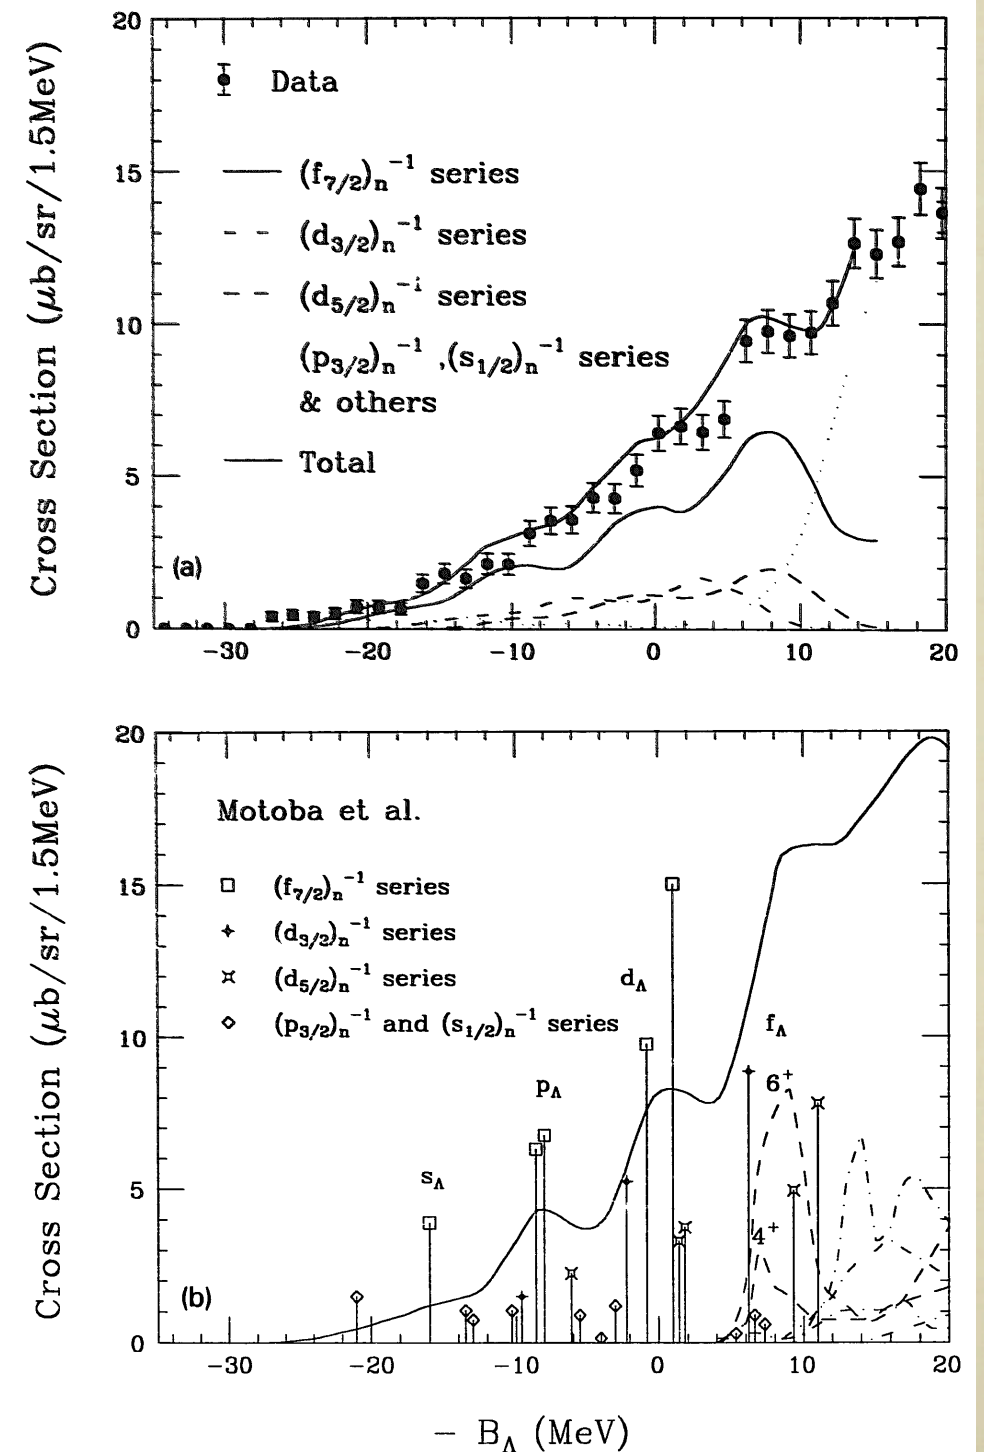 20
15
10
5
0
Cross Section (μb/sr/1.5MeV)
Data
(f7/2)n⁻¹ series
(d3/2)n⁻¹ series
(d5/2)n⁻¹ series
(p3/2)n⁻¹ ,(s1/2)n⁻¹ series
& others
Total
(a)
-30 -20 -10 0 10 20
20
15
10
5
0
Cross Section (μb/sr/1.5MeV)
Motoba et al.
(f7/2)n⁻¹ series
(d3/2)n⁻¹ series
(d5/2)n⁻¹ series
(p3/2)n⁻¹ and (s1/2)n⁻¹ series
dΛ
fΛ
6⁺
pΛ
sΛ
4⁺
(b)
-30 -20 -10 0 10 20
− BΛ (MeV)